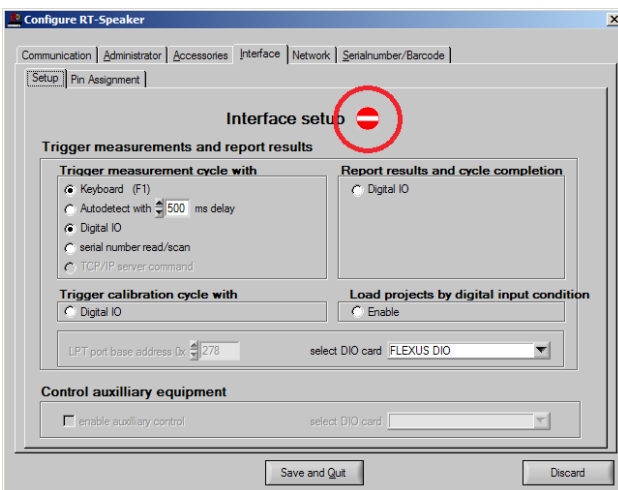 Configure RT-Speaker
Communication Administrator Accessories Interface Network Serialnumber/Barcode
Setup Pin Assignment
Interface setup
Trigger measurements and report results
Trigger measurement cycle with
Keyboard (F1)
Autodetect with 500 ms delay
Digital IO
serial number read/scan
TCP/IP server command
Report results and cycle completion
Digital IO
Trigger calibration cycle with
Digital IO
Load projects by digital input condition
Enable
LPT port base address 0x 278 select DIO card FLEXUS DIO
Control auxilliary equipment
enable auxiliary control select DIO card
Save and Quit Discard